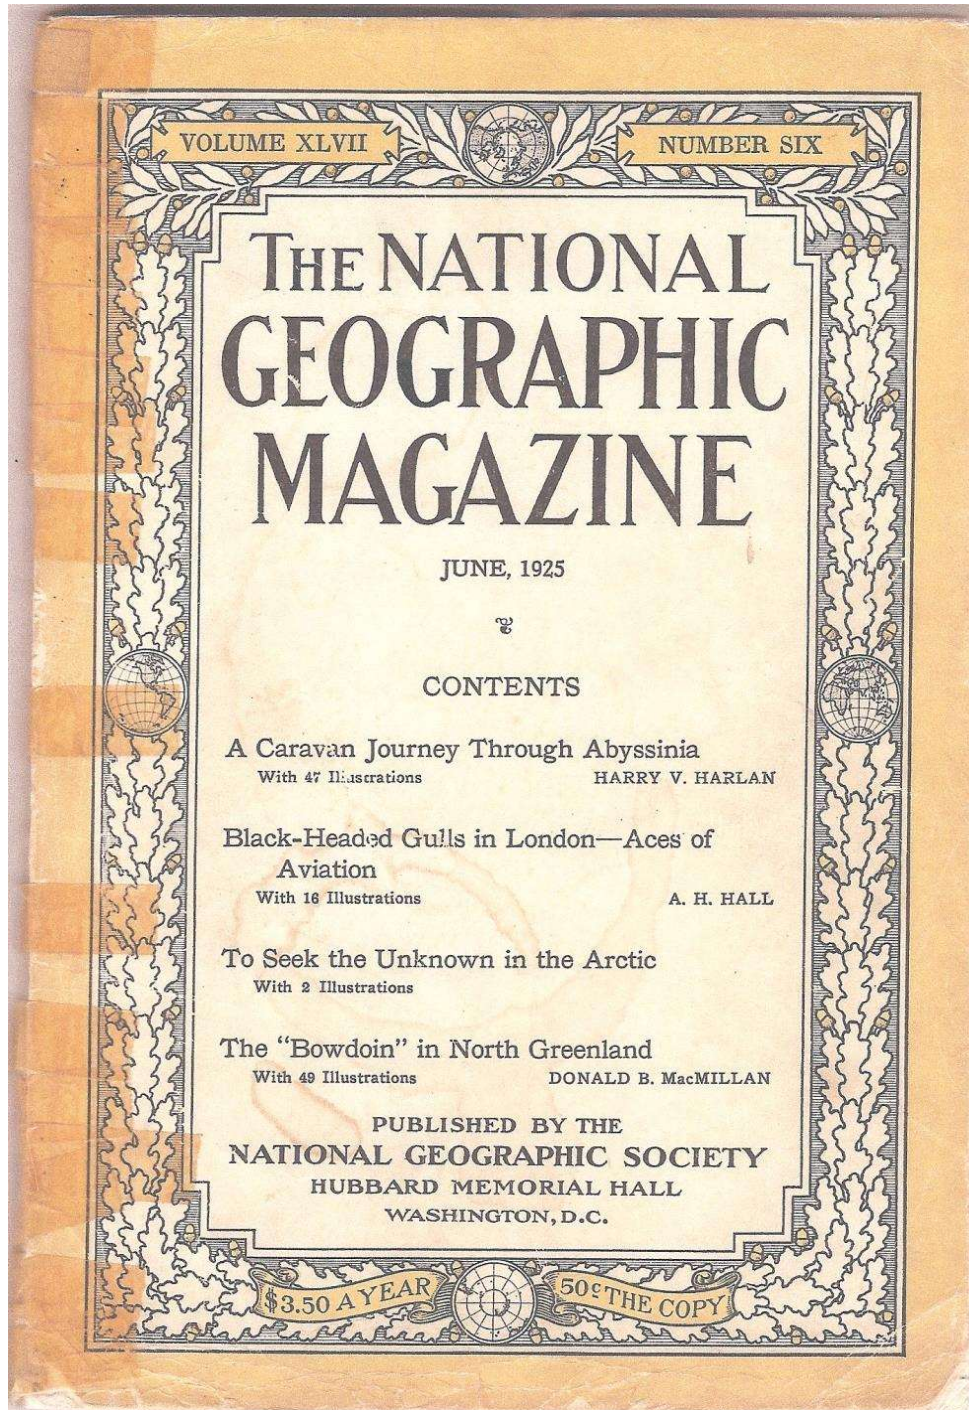 VOLUME XLVII
NUMBER SIX
THE NATIONAL
GEOGRAPHIC
MAGAZINE
JUNE, 1925
CONTENTS
A Caravan Journey Through Abyssinia
With 47 Illustrations HARRY V. HARLAN
Black-Headed Gulls in London—Aces of
Aviation
With 16 Illustrations A. H. HALL
To Seek the Unknown in the Arctic
With 2 Illustrations
The "Bowdoin" in North Greenland
With 49 Illustrations DONALD B. MacMILLAN
PUBLISHED BY THE
NATIONAL GEOGRAPHIC SOCIETY
HUBBARD MEMORIAL HALL
WASHINGTON, D.C.
$3.50 A YEAR
50¢ THE COPY